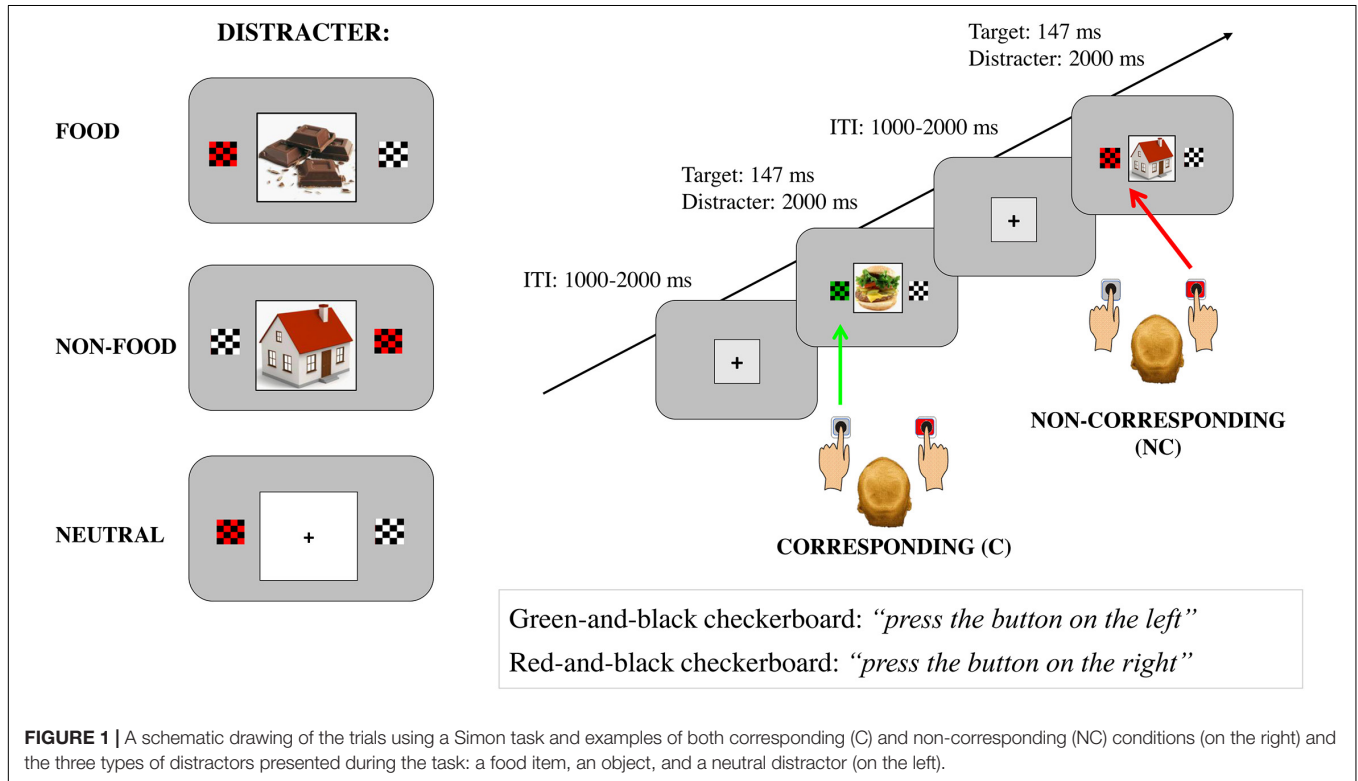 DISTRACTER:
FOOD
NON-FOOD
NEUTRAL
+
Target: 147 ms
Distracter: 2000 ms
ITI: 1000-2000 ms
Target: 147 ms
Distracter: 2000 ms
ITI: 1000-2000 ms
+
+
NON-CORRESPONDING
(NC)
CORRESPONDING (C)
Green-and-black checkerboard: “press the button on the left”
Red-and-black checkerboard: “press the button on the right”
FIGURE 1 | A schematic drawing of the trials using a Simon task and examples of both corresponding (C) and non-corresponding (NC) conditions (on the right) and
the three types of distractors presented during the task: a food item, an object, and a neutral distractor (on the left).